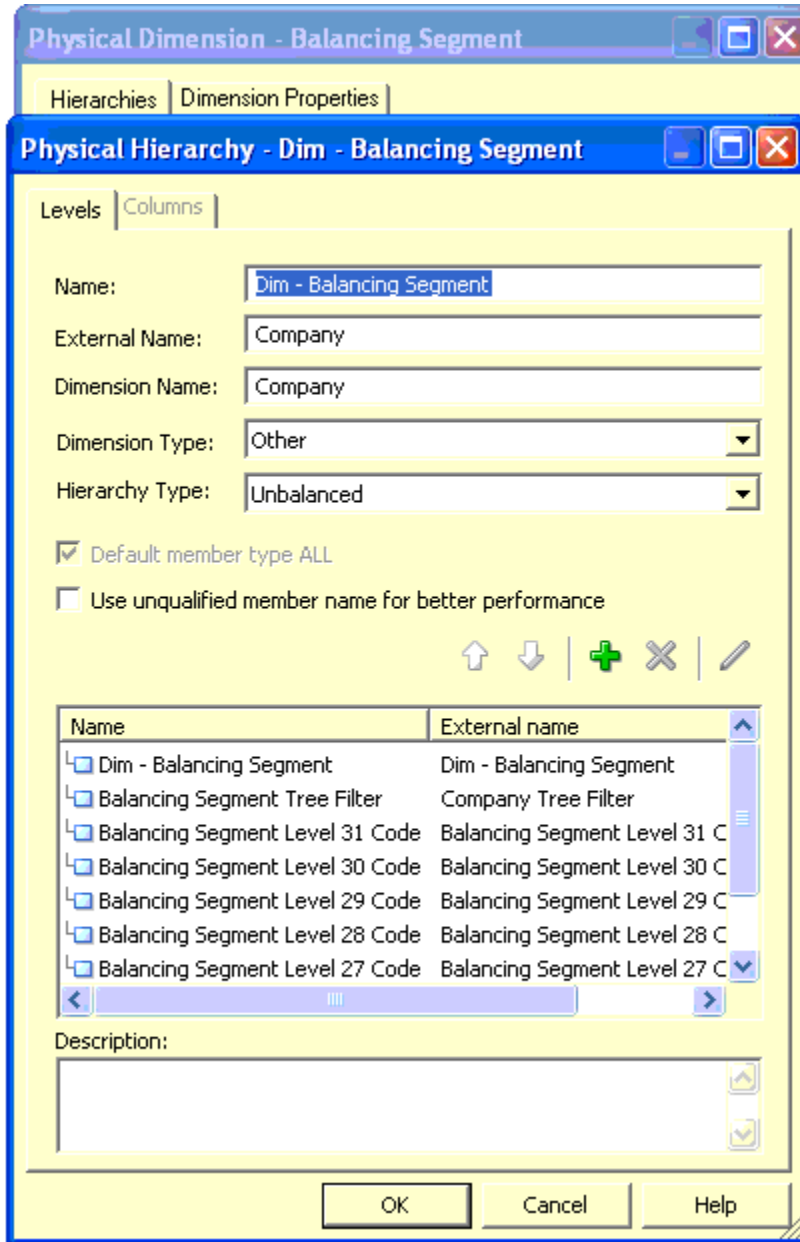 Physical Dimension - Balancing Segment
Hierarchies Dimension Properties
Physical Hierarchy - Dim - Balancing Segment
Levels Columns
Name: Dim - Balancing Segment
External Name: Company
Dimension Name: Company
Dimension Type: Other
Hierarchy Type: Unbalanced
Default member type ALL
Use unqualified member name for better performance
Name External name
Dim - Balancing Segment Dim - Balancing Segment
Balancing Segment Tree Filter Company Tree Filter
Balancing Segment Level 31 Code Balancing Segment Level 31 C
Balancing Segment Level 30 Code Balancing Segment Level 30 C
Balancing Segment Level 29 Code Balancing Segment Level 29 C
Balancing Segment Level 28 Code Balancing Segment Level 28 C
Balancing Segment Level 27 Code Balancing Segment Level 27 C
Description:
OK Cancel Help